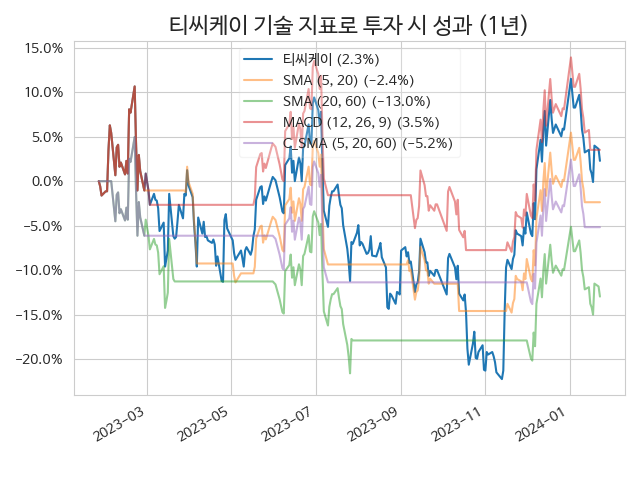 티씨케이 기술 지표로 투자 시 성과 (1년)
15.0%
10.0%
5.0%
0.0%
−5.0%
−10.0%
−15.0%
−20.0%
티씨케이 (2.3%)
SMA (5, 20) (−2.4%)
SMA (20, 60) (−13.0%)
MACD (12, 26, 9) (3.5%)
C_SMA (5, 20, 60) (−5.2%)
2023−03
2023−05
2023−07
2023−09
2023−11
2024−01